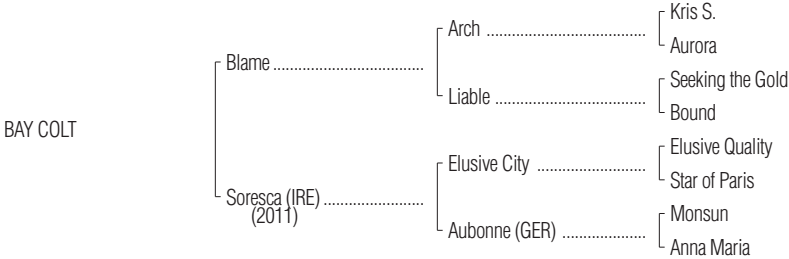 Kris S.
Arch ........................................
Aurora
Blame .....................................
Seeking the Gold
Liable ......................................
Bound
BAY COLT
Elusive Quality
Elusive City ...........................
Star of Paris
Soresca (IRE) .........................
(2011)
Monsun
Aubonne (GER) .....................
Anna Maria